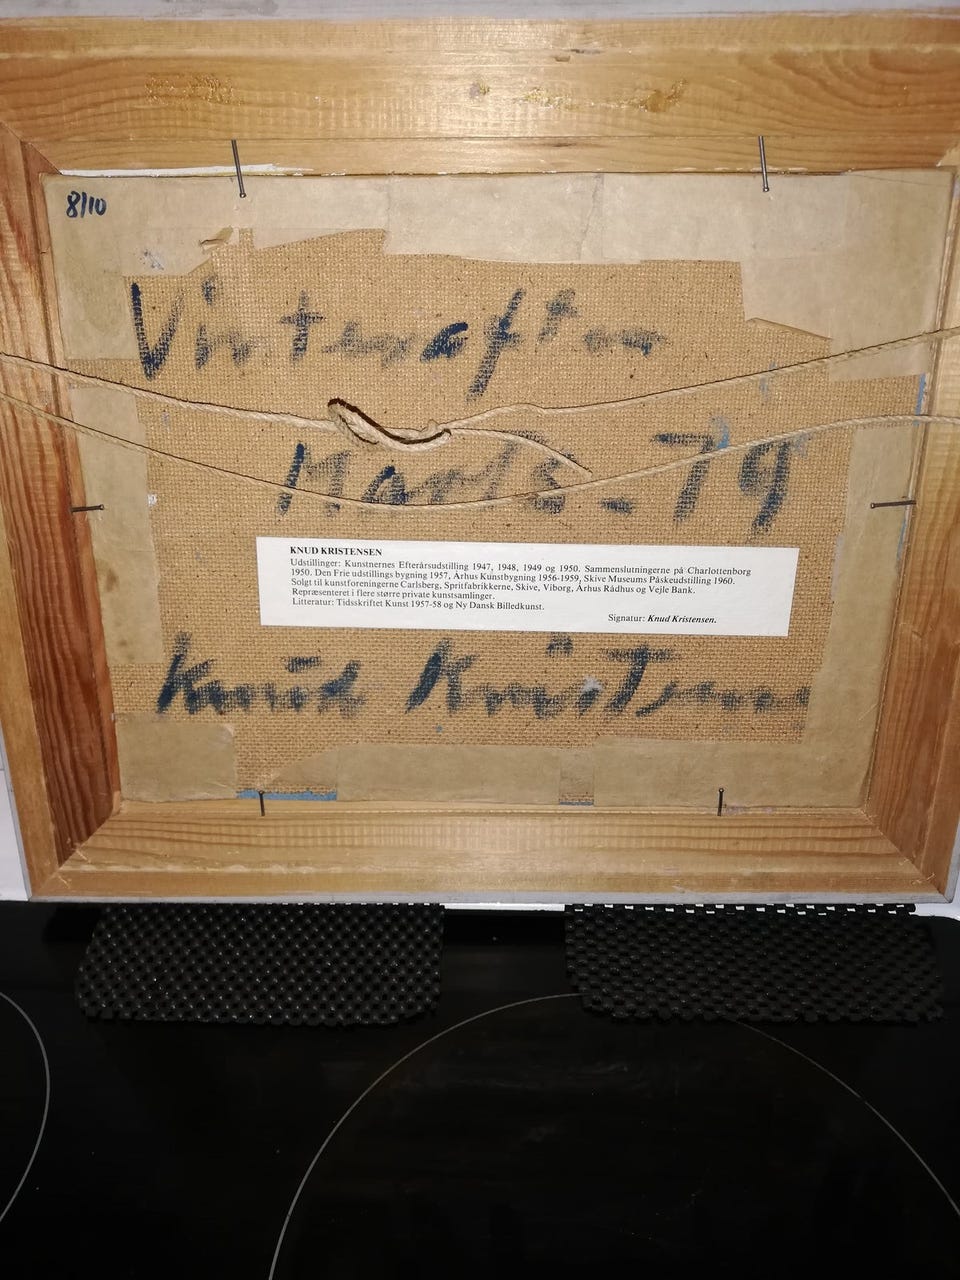 8/10
Vinteraften
Marts - 79
KNUD KRISTENSEN
Udstillinger: Kunstnernes Efterårsudstilling 1947, 1948, 1949 og 1950. Sammenslutningerne på Charlottenborg
1950. Den Frie udstillings bygning 1957, Århus Kunstbygning 1956-1959, Skive Museums Påskeudstilling 1960.
Solgt til kunstforeningerne Carlsberg, Spritfabrikkerne, Skive, Viborg, Århus Rådhus og Vejle Bank.
Repræsenteret i flere større private kunstsamlinger.
Litteratur: Tidsskriftet Kunst 1957-58 og Ny Dansk Billedkunst.
Signatur: Knud Kristensen.
Knud Kristensen